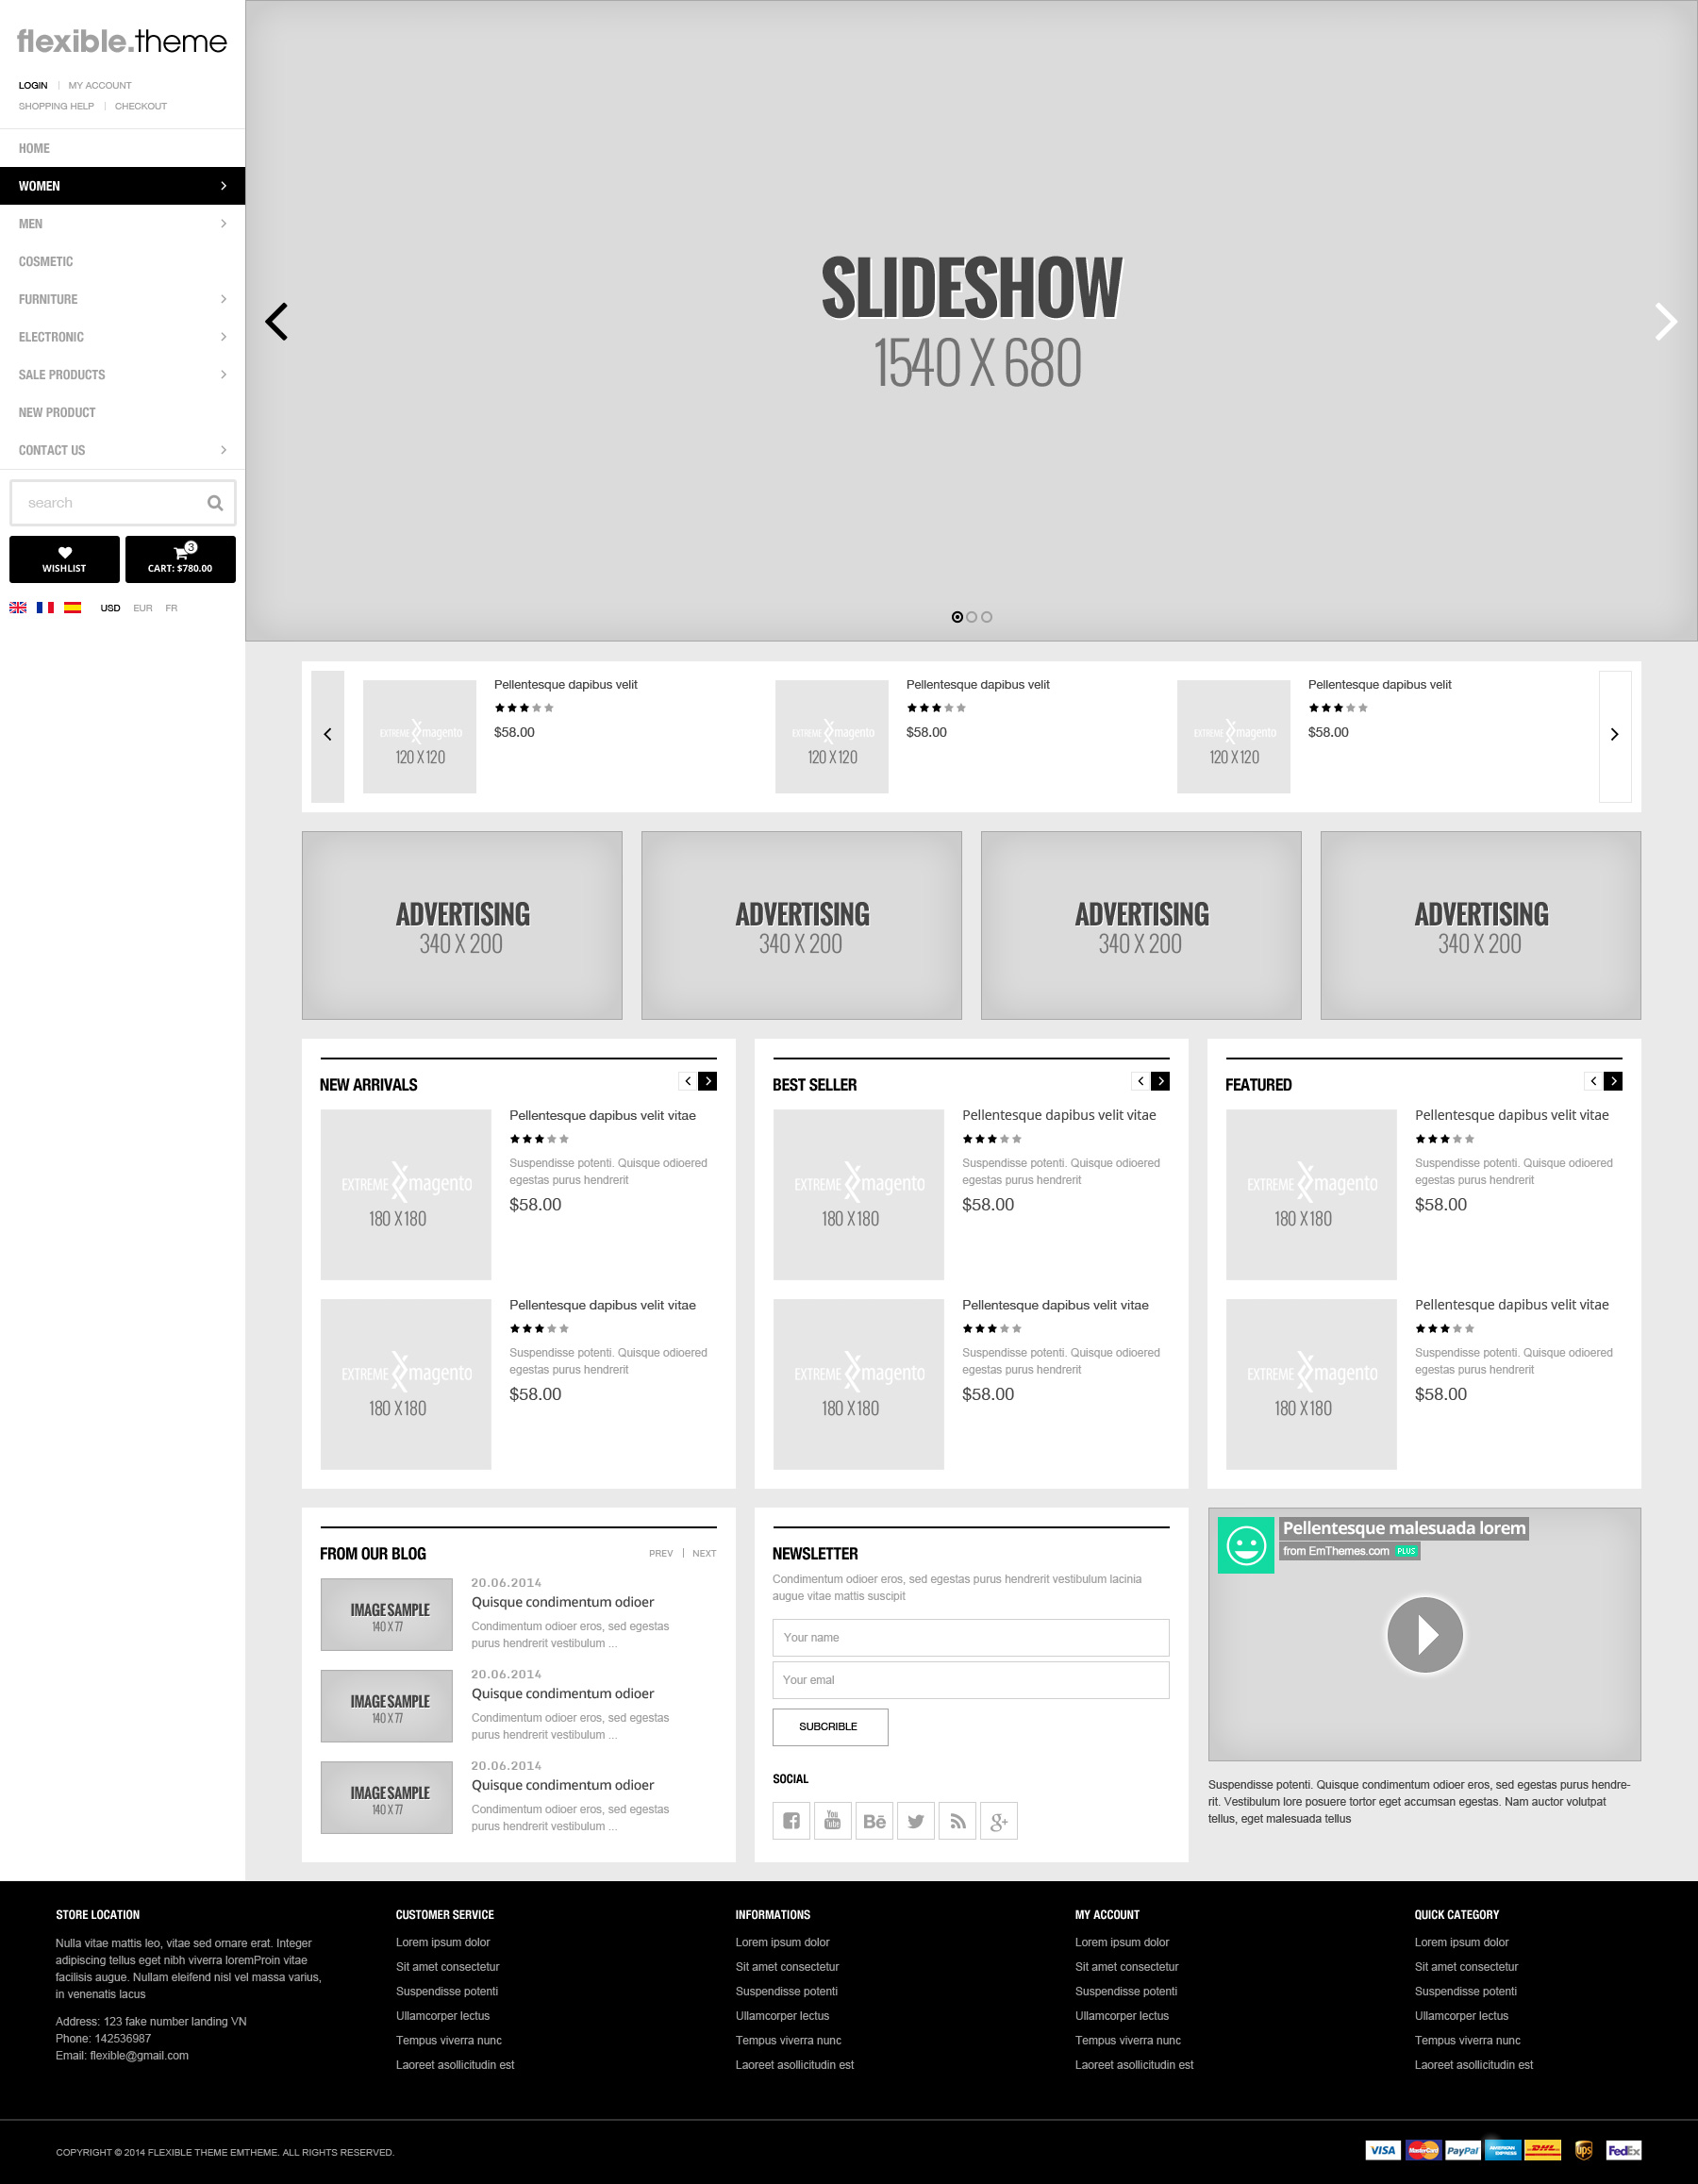 flexible.theme
LOGIN | MY ACCOUNT
SHOPPING HELP | CHECKOUT
HOME
WOMEN
MEN
COSMETIC
FURNITURE
ELECTRONIC
SALE PRODUCTS
NEW PRODUCT
CONTACT US
search
WISHLIST
3
CART: $780.00
USD EUR FR
SLIDESHOW
1540 X 680
Pellentesque dapibus velit
$58.00
EXTREME magento
120 X 120
Pellentesque dapibus velit
$58.00
EXTREME magento
120 X 120
Pellentesque dapibus velit
$58.00
EXTREME magento
120 X 120
ADVERTISING
340 X 200
ADVERTISING
340 X 200
ADVERTISING
340 X 200
ADVERTISING
340 X 200
NEW ARRIVALS
Pellentesque dapibus velit vitae
Suspendisse potenti. Quisque odioered
egestas purus hendrerit
$58.00
EXTREME magento
180 X 180
Pellentesque dapibus velit vitae
Suspendisse potenti. Quisque odioered
egestas purus hendrerit
$58.00
EXTREME magento
180 X 180
BEST SELLER
Pellentesque dapibus velit vitae
Suspendisse potenti. Quisque odioered
egestas purus hendrerit
$58.00
EXTREME magento
180 X 180
Pellentesque dapibus velit vitae
Suspendisse potenti. Quisque odioered
egestas purus hendrerit
$58.00
EXTREME magento
180 X 180
FEATURED
Pellentesque dapibus velit vitae
Suspendisse potenti. Quisque odioered
egestas purus hendrerit
$58.00
EXTREME magento
180 X 180
Pellentesque dapibus velit vitae
Suspendisse potenti. Quisque odioered
egestas purus hendrerit
$58.00
EXTREME magento
180 X 180
FROM OUR BLOG
PREV | NEXT
IMAGE SAMPLE
140 X 77
20.06.2014
Quisque condimentum odioer
Condimentum odioer eros, sed egestas
purus hendrerit vestibulum ...
IMAGE SAMPLE
140 X 77
20.06.2014
Quisque condimentum odioer
Condimentum odioer eros, sed egestas
purus hendrerit vestibulum ...
IMAGE SAMPLE
140 X 77
20.06.2014
Quisque condimentum odioer
Condimentum odioer eros, sed egestas
purus hendrerit vestibulum ...
NEWSLETTER
Condimentum odioer eros, sed egestas purus hendrerit vestibulum lacinia
augue vitae mattis suscipit
Your name
Your emal
SUBCRIBLE
SOCIAL
You Tube
Bē
g+
Pellentesque malesuada lorem
from EmThemes.com PLUS
Suspendisse potenti. Quisque condimentum odioer eros, sed egestas purus hendre-
rit. Vestibulum lore posuere tortor eget accumsan egestas. Nam auctor volutpat
tellus, eget malesuada tellus
STORE LOCATION
Nulla vitae mattis leo, vitae sed ornare erat. Integer
adipiscing tellus eget nibh viverra loremProin vitae
facilisis augue. Nullam eleifend nisl vel massa varius,
in venenatis lacus
Address: 123 fake number landing VN
Phone: 142536987
Email: flexible@gmail.com
CUSTOMER SERVICE
Lorem ipsum dolor
Sit amet consectetur
Suspendisse potenti
Ullamcorper lectus
Tempus viverra nunc
Laoreet asollicitudin est
INFORMATIONS
Lorem ipsum dolor
Sit amet consectetur
Suspendisse potenti
Ullamcorper lectus
Tempus viverra nunc
Laoreet asollicitudin est
MY ACCOUNT
Lorem ipsum dolor
Sit amet consectetur
Suspendisse potenti
Ullamcorper lectus
Tempus viverra nunc
Laoreet asollicitudin est
QUICK CATEGORY
Lorem ipsum dolor
Sit amet consectetur
Suspendisse potenti
Ullamcorper lectus
Tempus viverra nunc
Laoreet asollicitudin est
COPYRIGHT © 2014 FLEXIBLE THEME EMTHEME. ALL RIGHTS RESERVED.
VISA MasterCard PayPal AMERICAN EXPRESS DHL ups FedEx